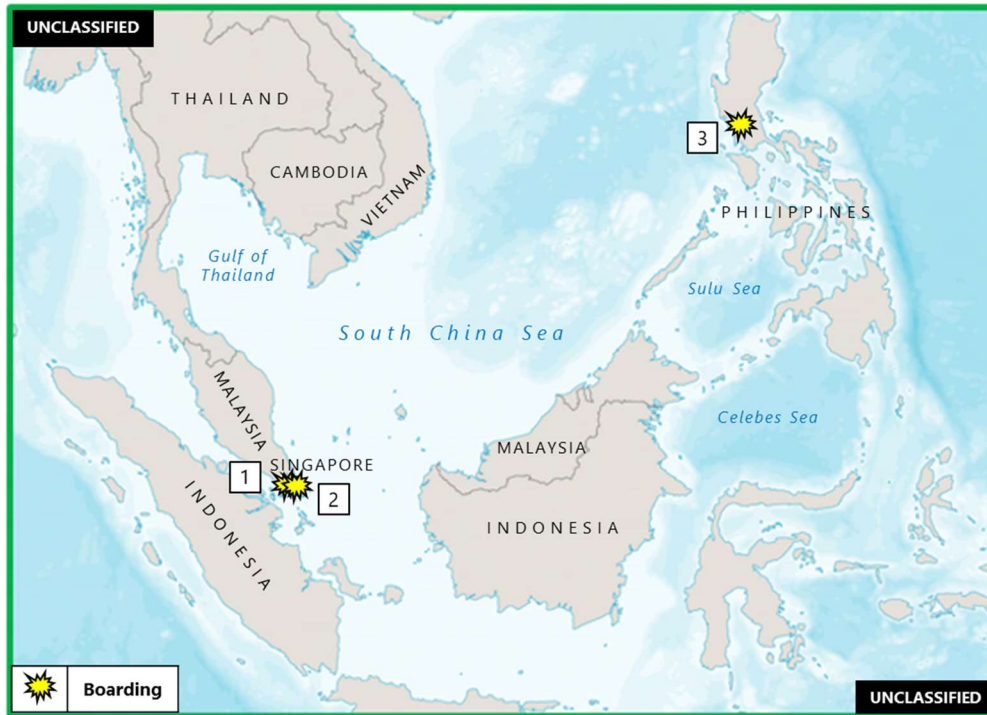 UNCLASSIFIED
THAILAND
CAMBODIA
VIETNAM
Gulf of
Thailand
3
PHILIPPINES
Sulu Sea
South China Sea
MALAYSIA
Celebes Sea
MALAYSIA
SINGAPORE
1
2
INDONESIA
INDONESIA
Boarding
UNCLASSIFIED